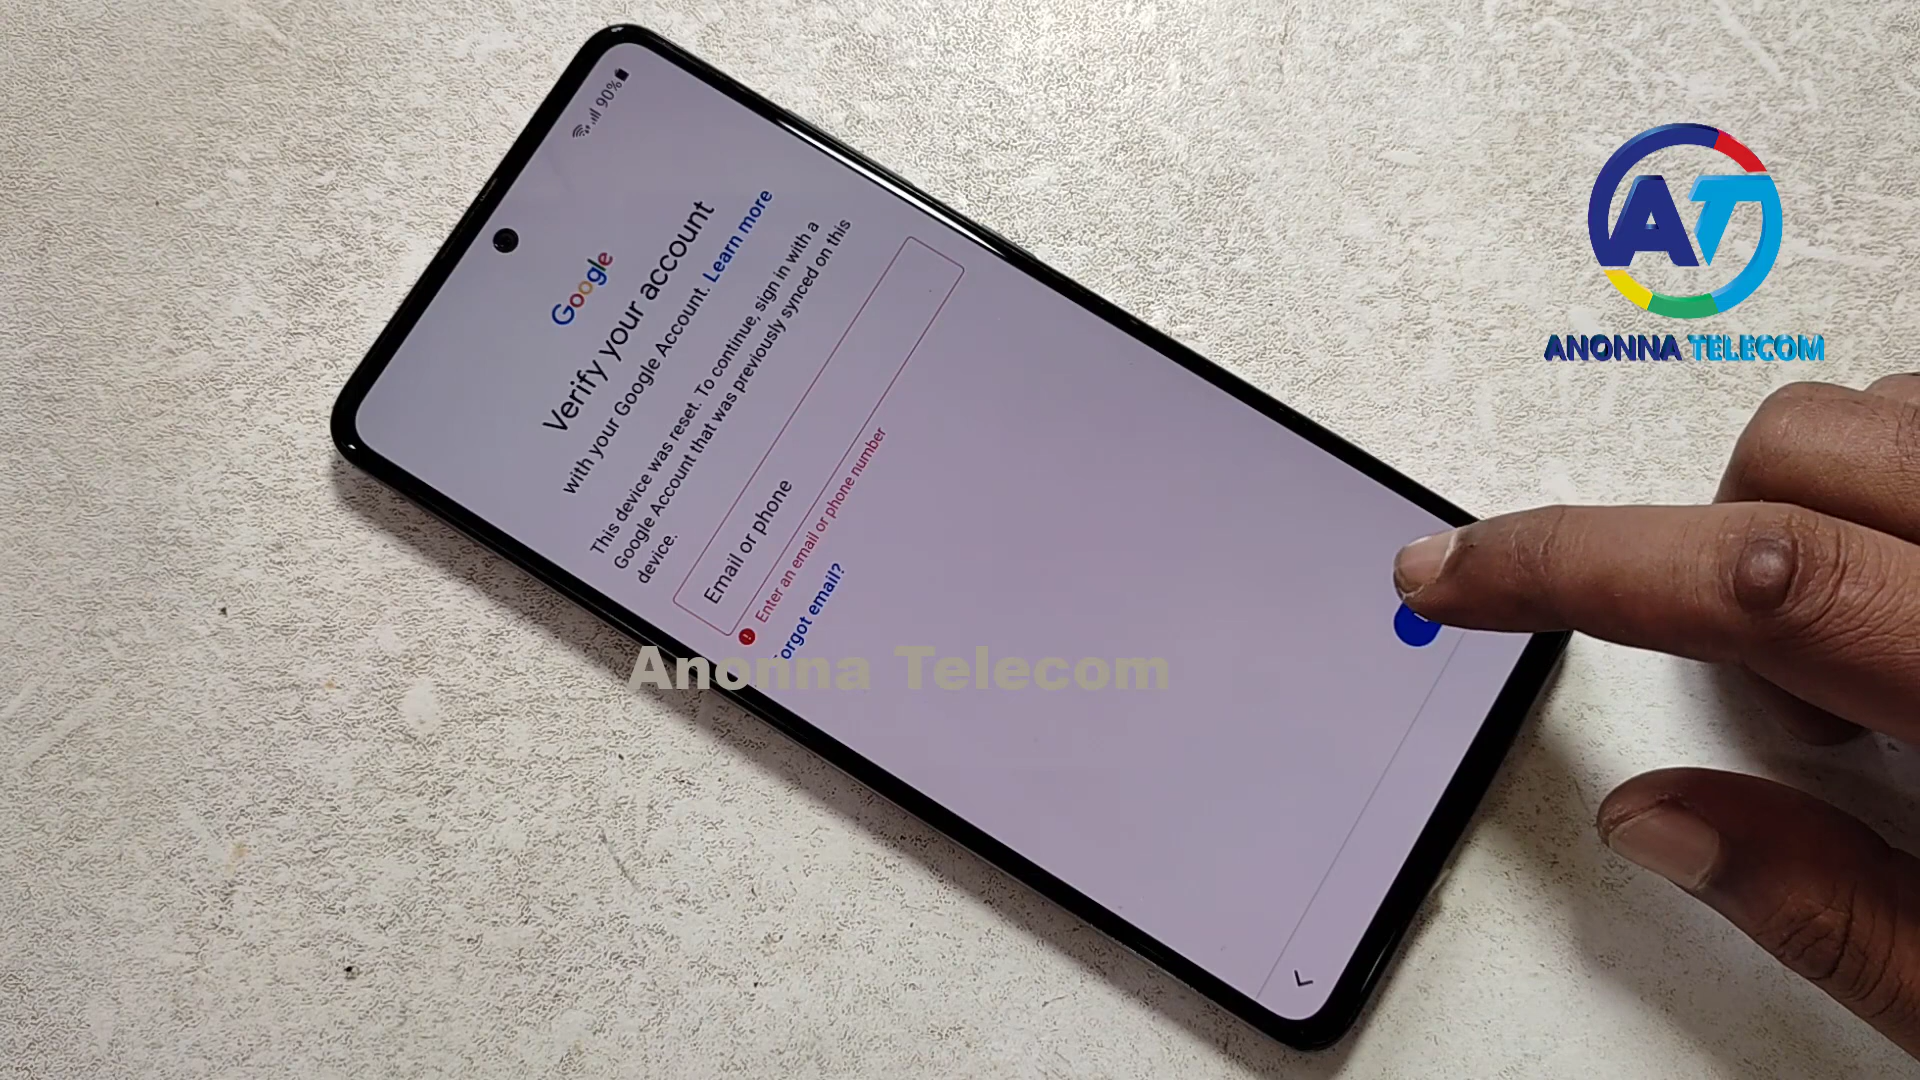 90%
Google
Verify your account
with your Google Account. Learn more
This device was reset. To continue, sign in with a
Google Account that was previously synced on this
device.
Email or phone
Enter an email or phone number
Forgot email?
Anonna Telecom
AT
ANONNA TELECOM